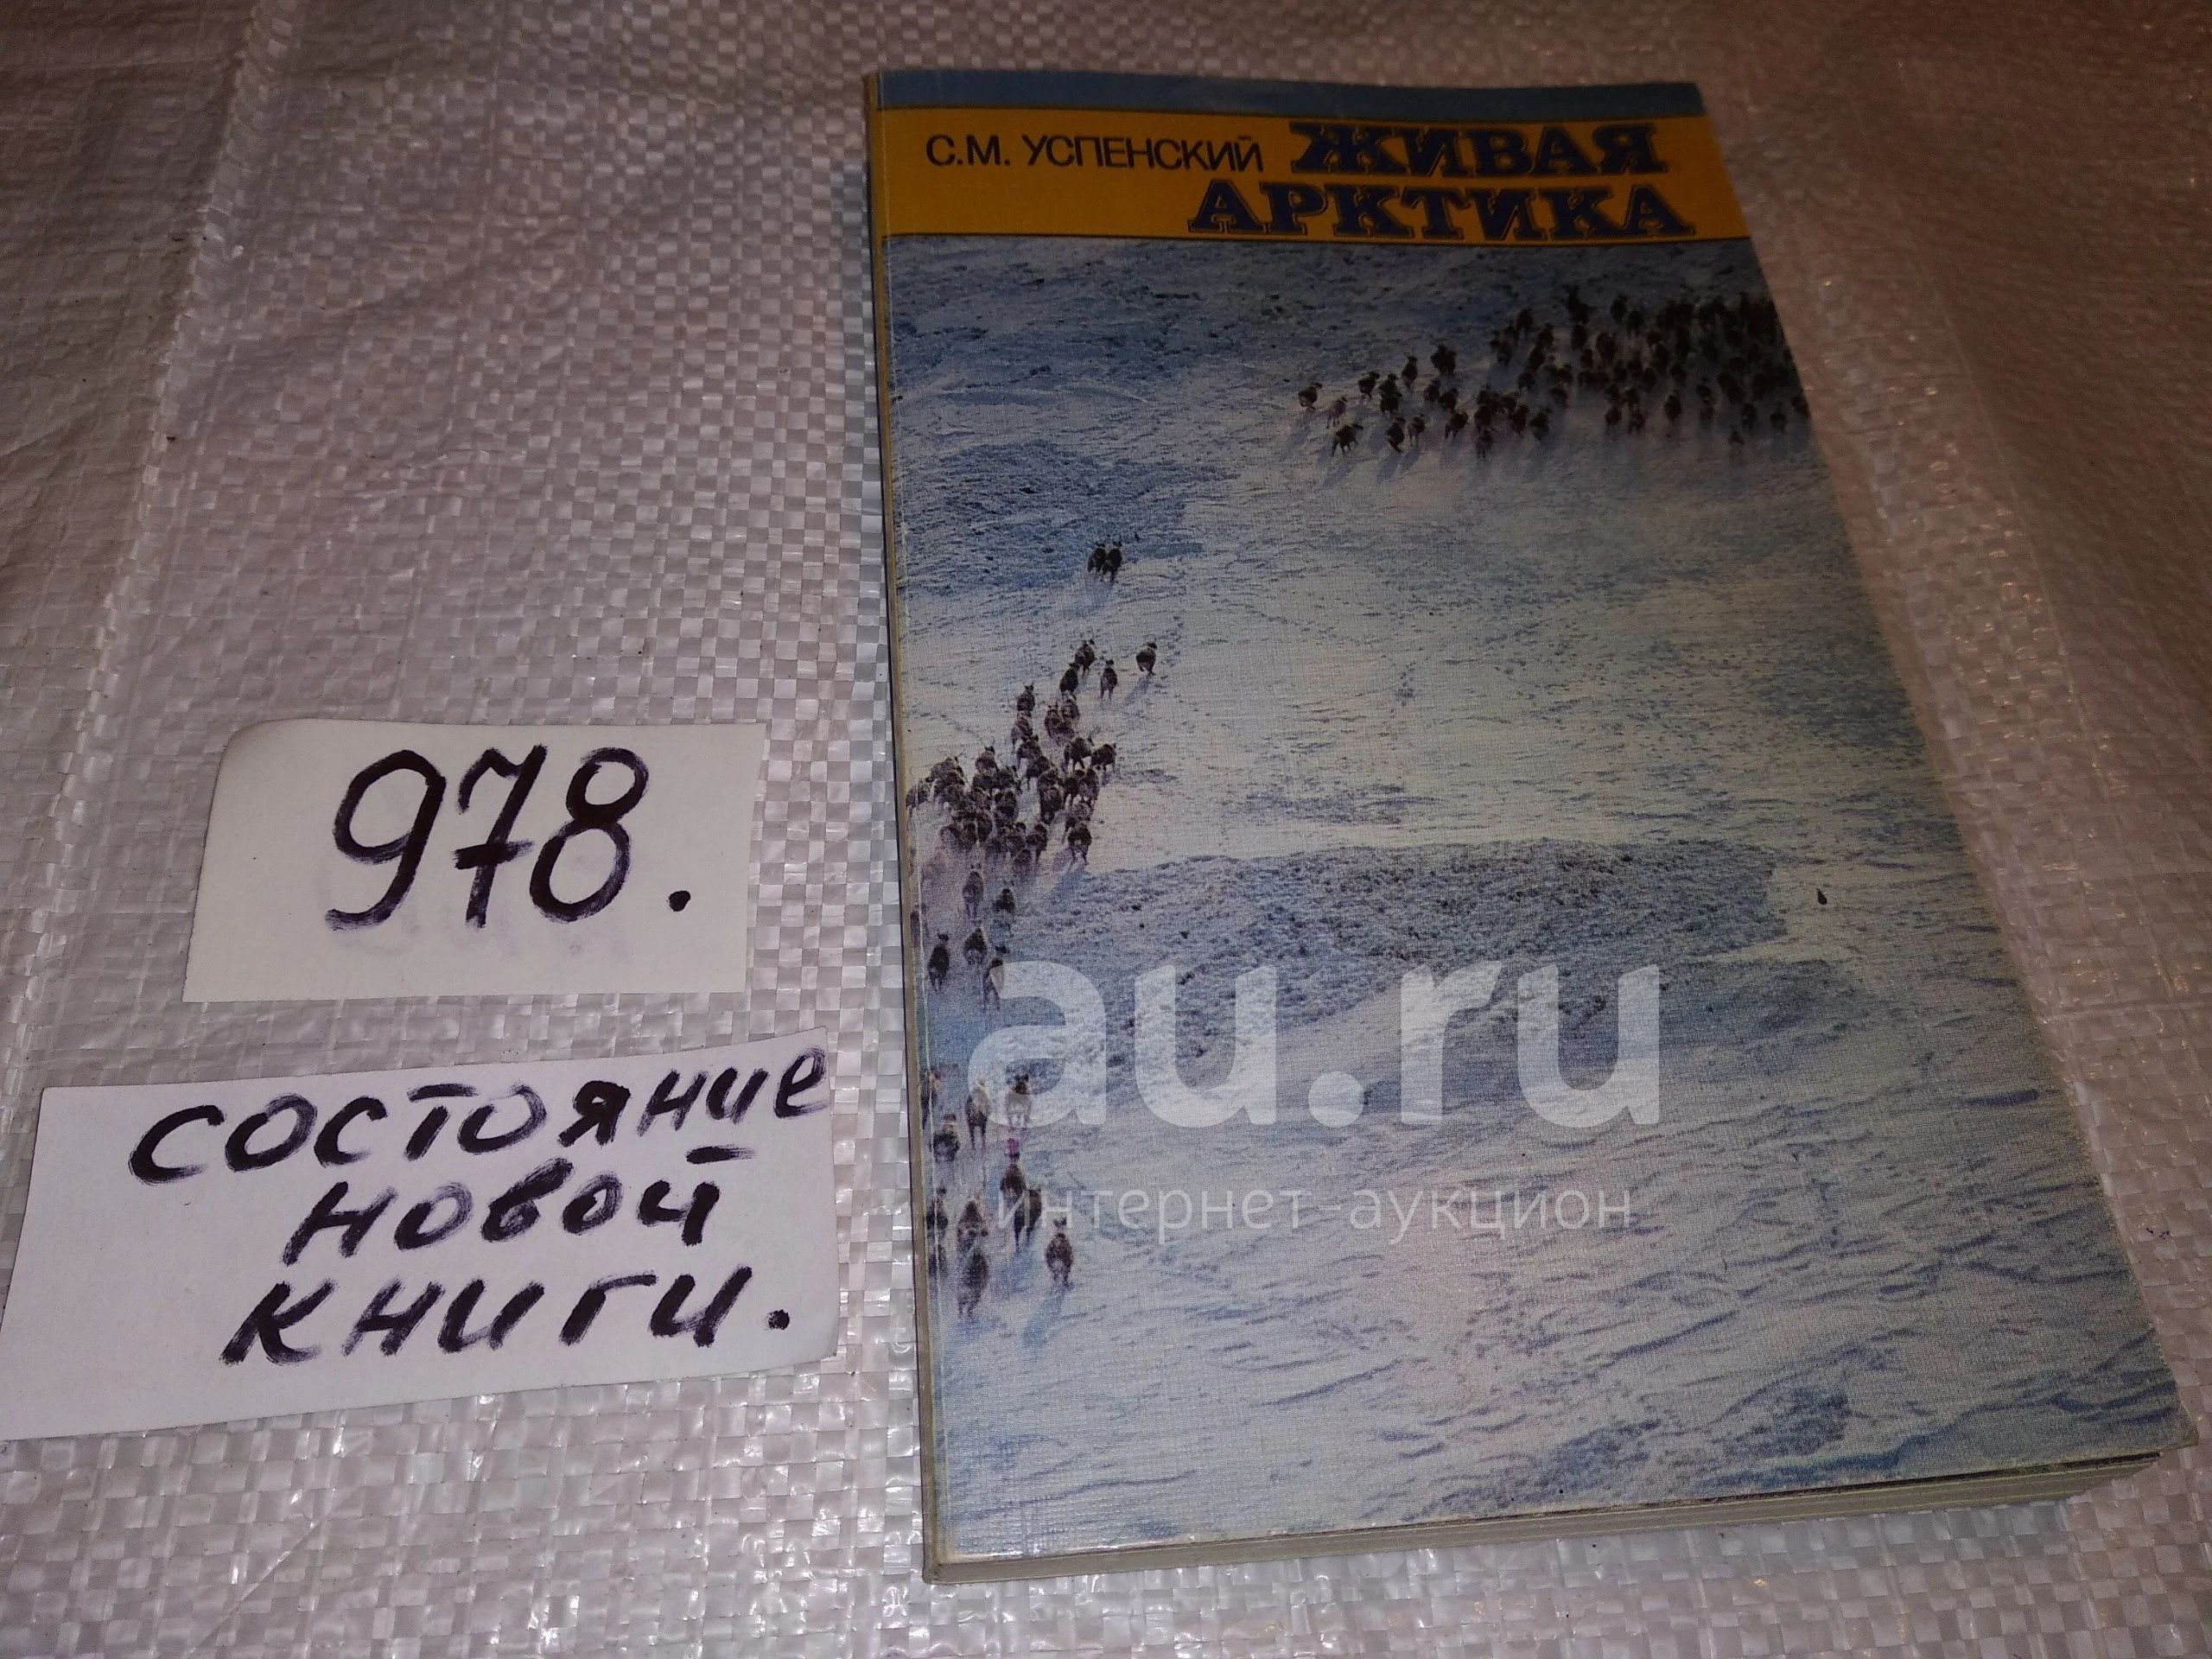 С.М. УСПЕНСКИЙ ЖИВАЯ
АРКТИКА
978.
состояние
новой
книги.
au.ru
интернет-аукцион